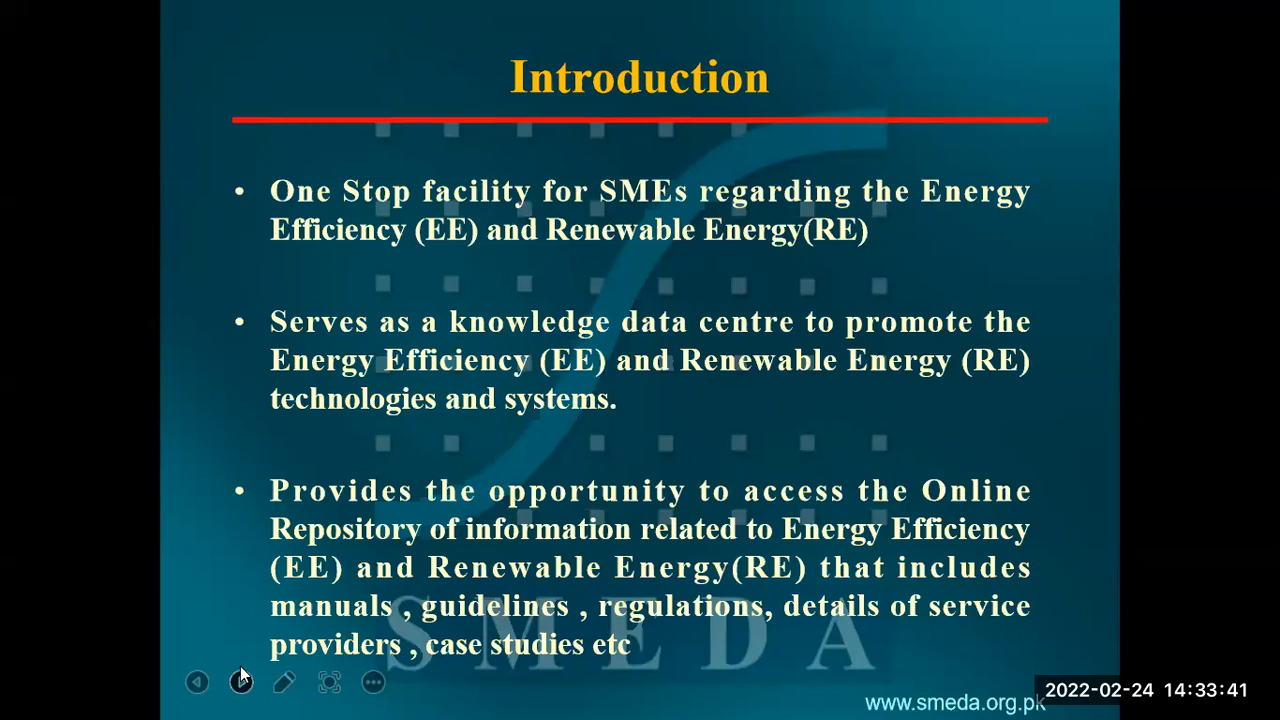 Introduction
• One Stop facility for SMEs regarding the Energy
Efficiency (EE) and Renewable Energy(RE)
• Serves as a knowledge data centre to promote the
Energy Efficiency (EE) and Renewable Energy (RE)
technologies and systems.
• Provides the opportunity to access the Online
Repository of information related to Energy Efficiency
(EE) and Renewable Energy(RE) that includes
manuals , guidelines , regulations, details of service
providers , case studies etc
SMEDA
www.smeda.org.pk
2022-02-24 14:33:41